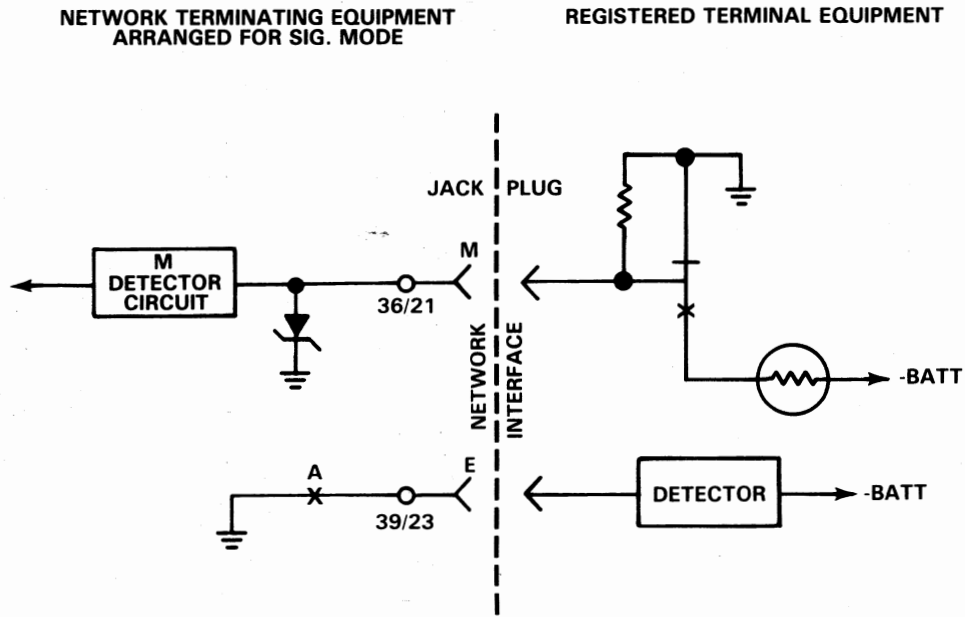 NETWORK TERMINATING EQUIPMENT
ARRANGED FOR SIG. MODE
REGISTERED TERMINAL EQUIPMENT
JACK
PLUG
M
DETECTOR
CIRCUIT
M
36/21
NETWORK
INTERFACE
-BATT
A
E
39/23
DETECTOR
-BATT